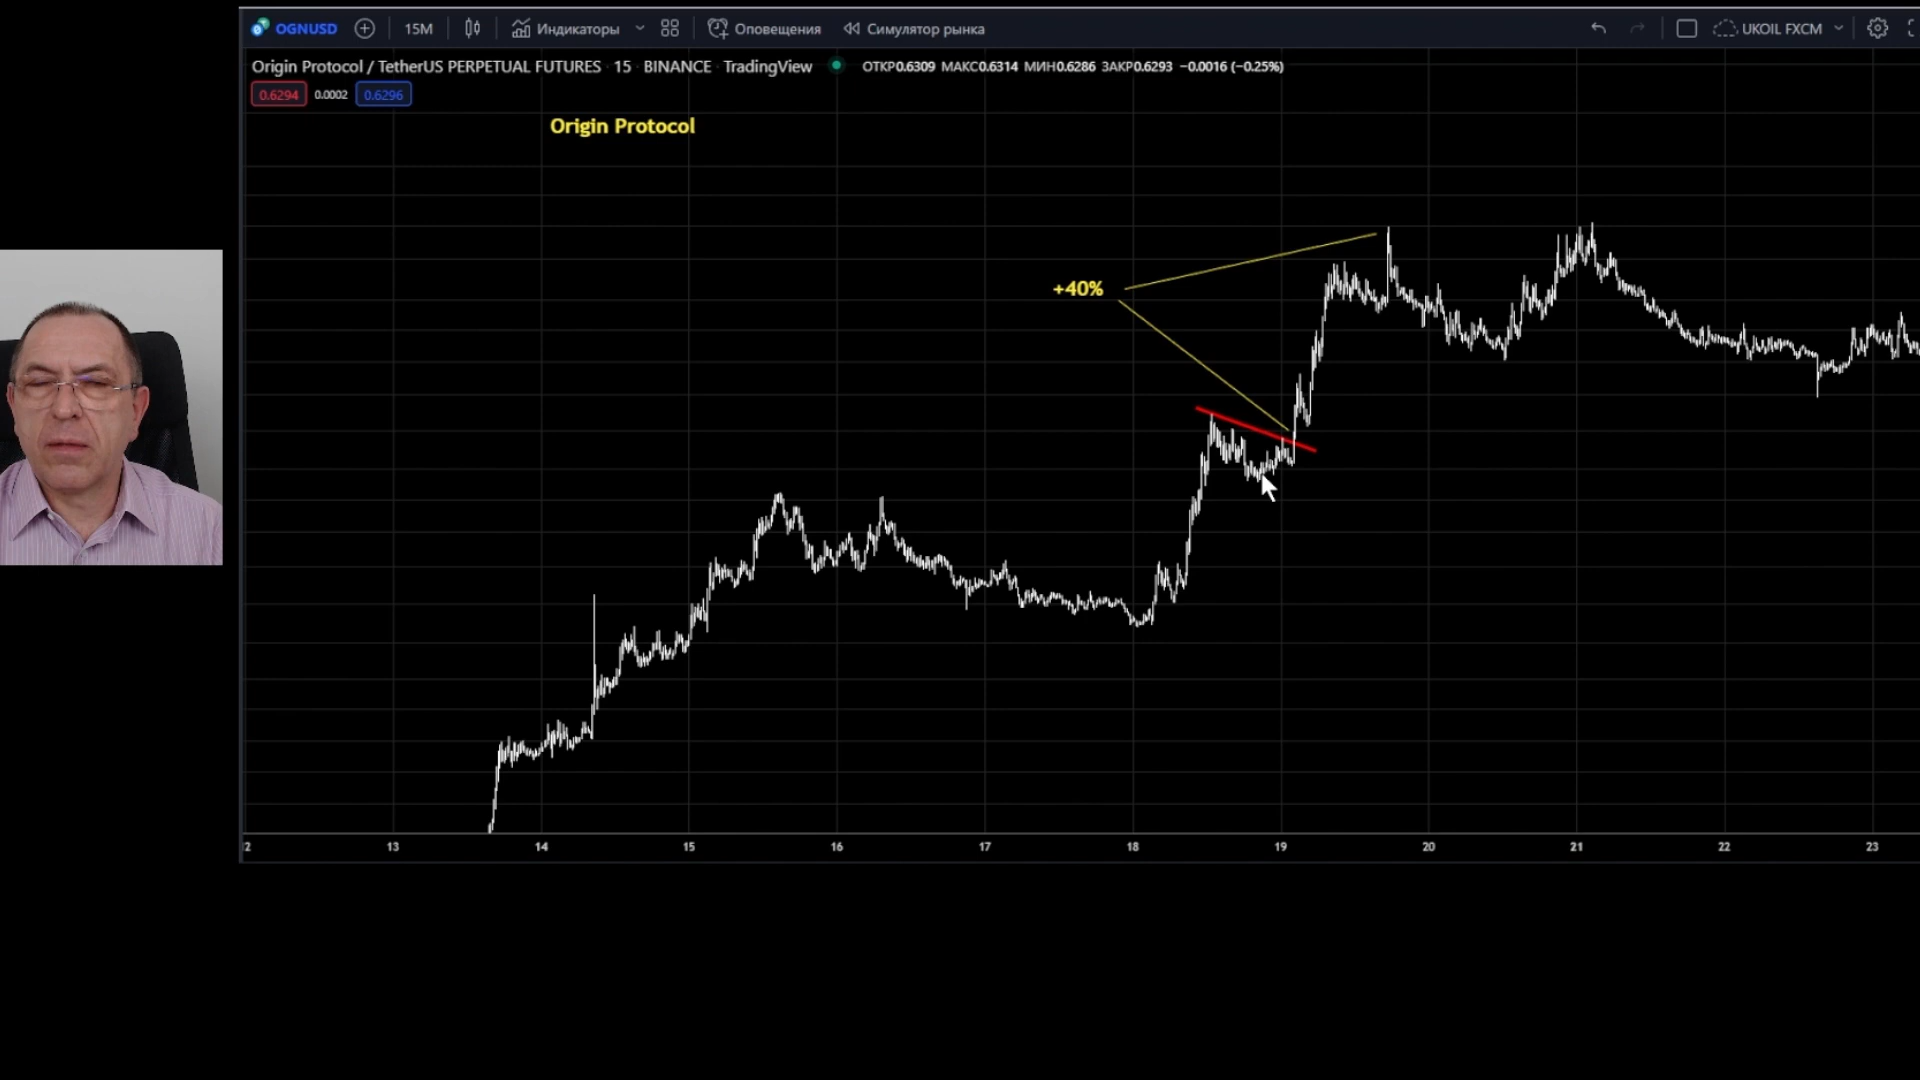 OGNUSD 15М Индикаторы Оповещения Симулятор рынка UKOIL FXCM
Origin Protocol / TetherUS PERPETUAL FUTURES · 15 · BINANCE · TradingView ОТКР0.6309 МАКС0.6314 МИН0.6286 ЗАКР0.6293 −0.0016 (−0.25%)
0.6294 0.0002 0.6296
Origin Protocol
+40%
2 13 14 15 16 17 18 19 20 21 22 23